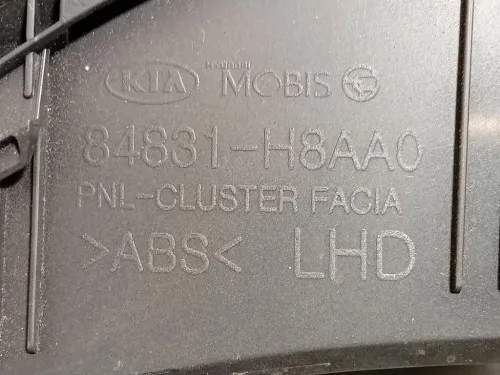 KIA MOBIS
84831-H8AA0
PNL-CLUSTER FACIA
>ABS< LHD